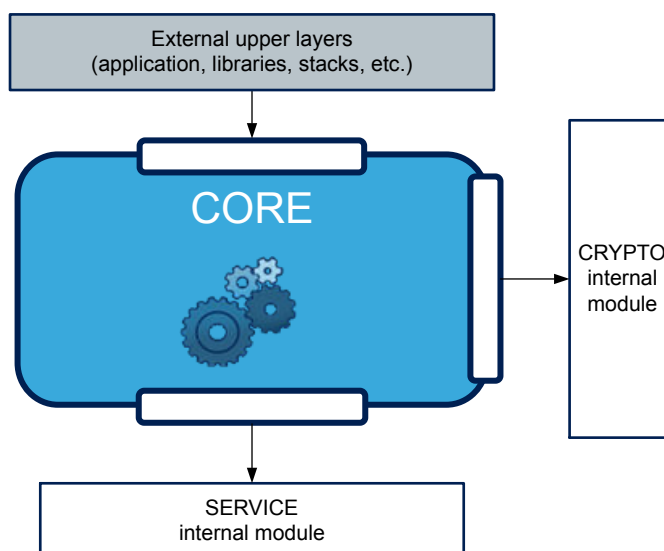 External upper layers
(application, libraries, stacks, etc.)
CORE
CRYPTO
internal
module
SERVICE
internal module